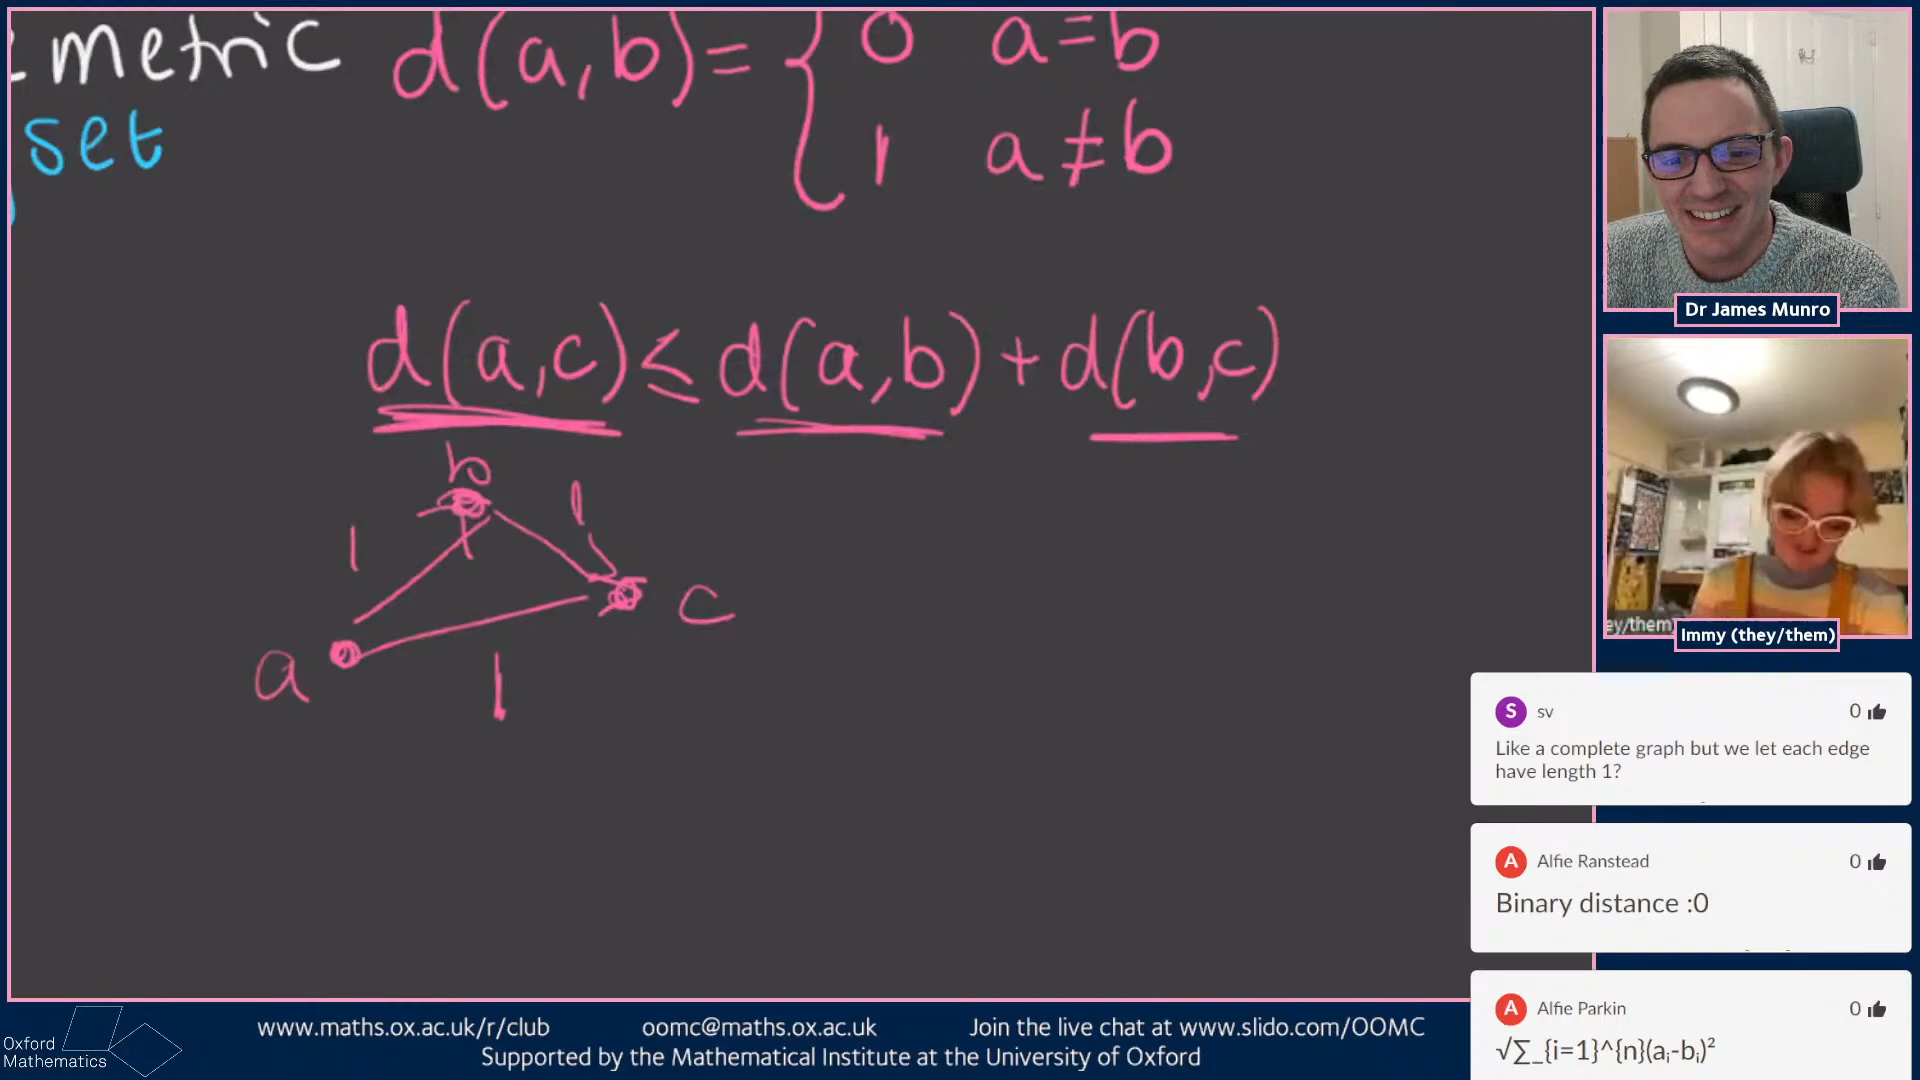 metric d(a,b)= { 0 a=b
1 a≠b
set
d(a,c)≤d(a,b)+d(b,c)
b
1
1
c
a
1
Dr James Munro
ey/them
Immy (they/them)
S sv 0
Like a complete graph but we let each edge
have length 1?
A Alfie Ranstead 0
Binary distance :0
A Alfie Parkin 0
√∑_{i=1}^{n}(aᵢ-bᵢ)²
Oxford
Mathematics
www.maths.ox.ac.uk/r/club oomc@maths.ox.ac.uk Join the live chat at www.slido.com/OOMC
Supported by the Mathematical Institute at the University of Oxford